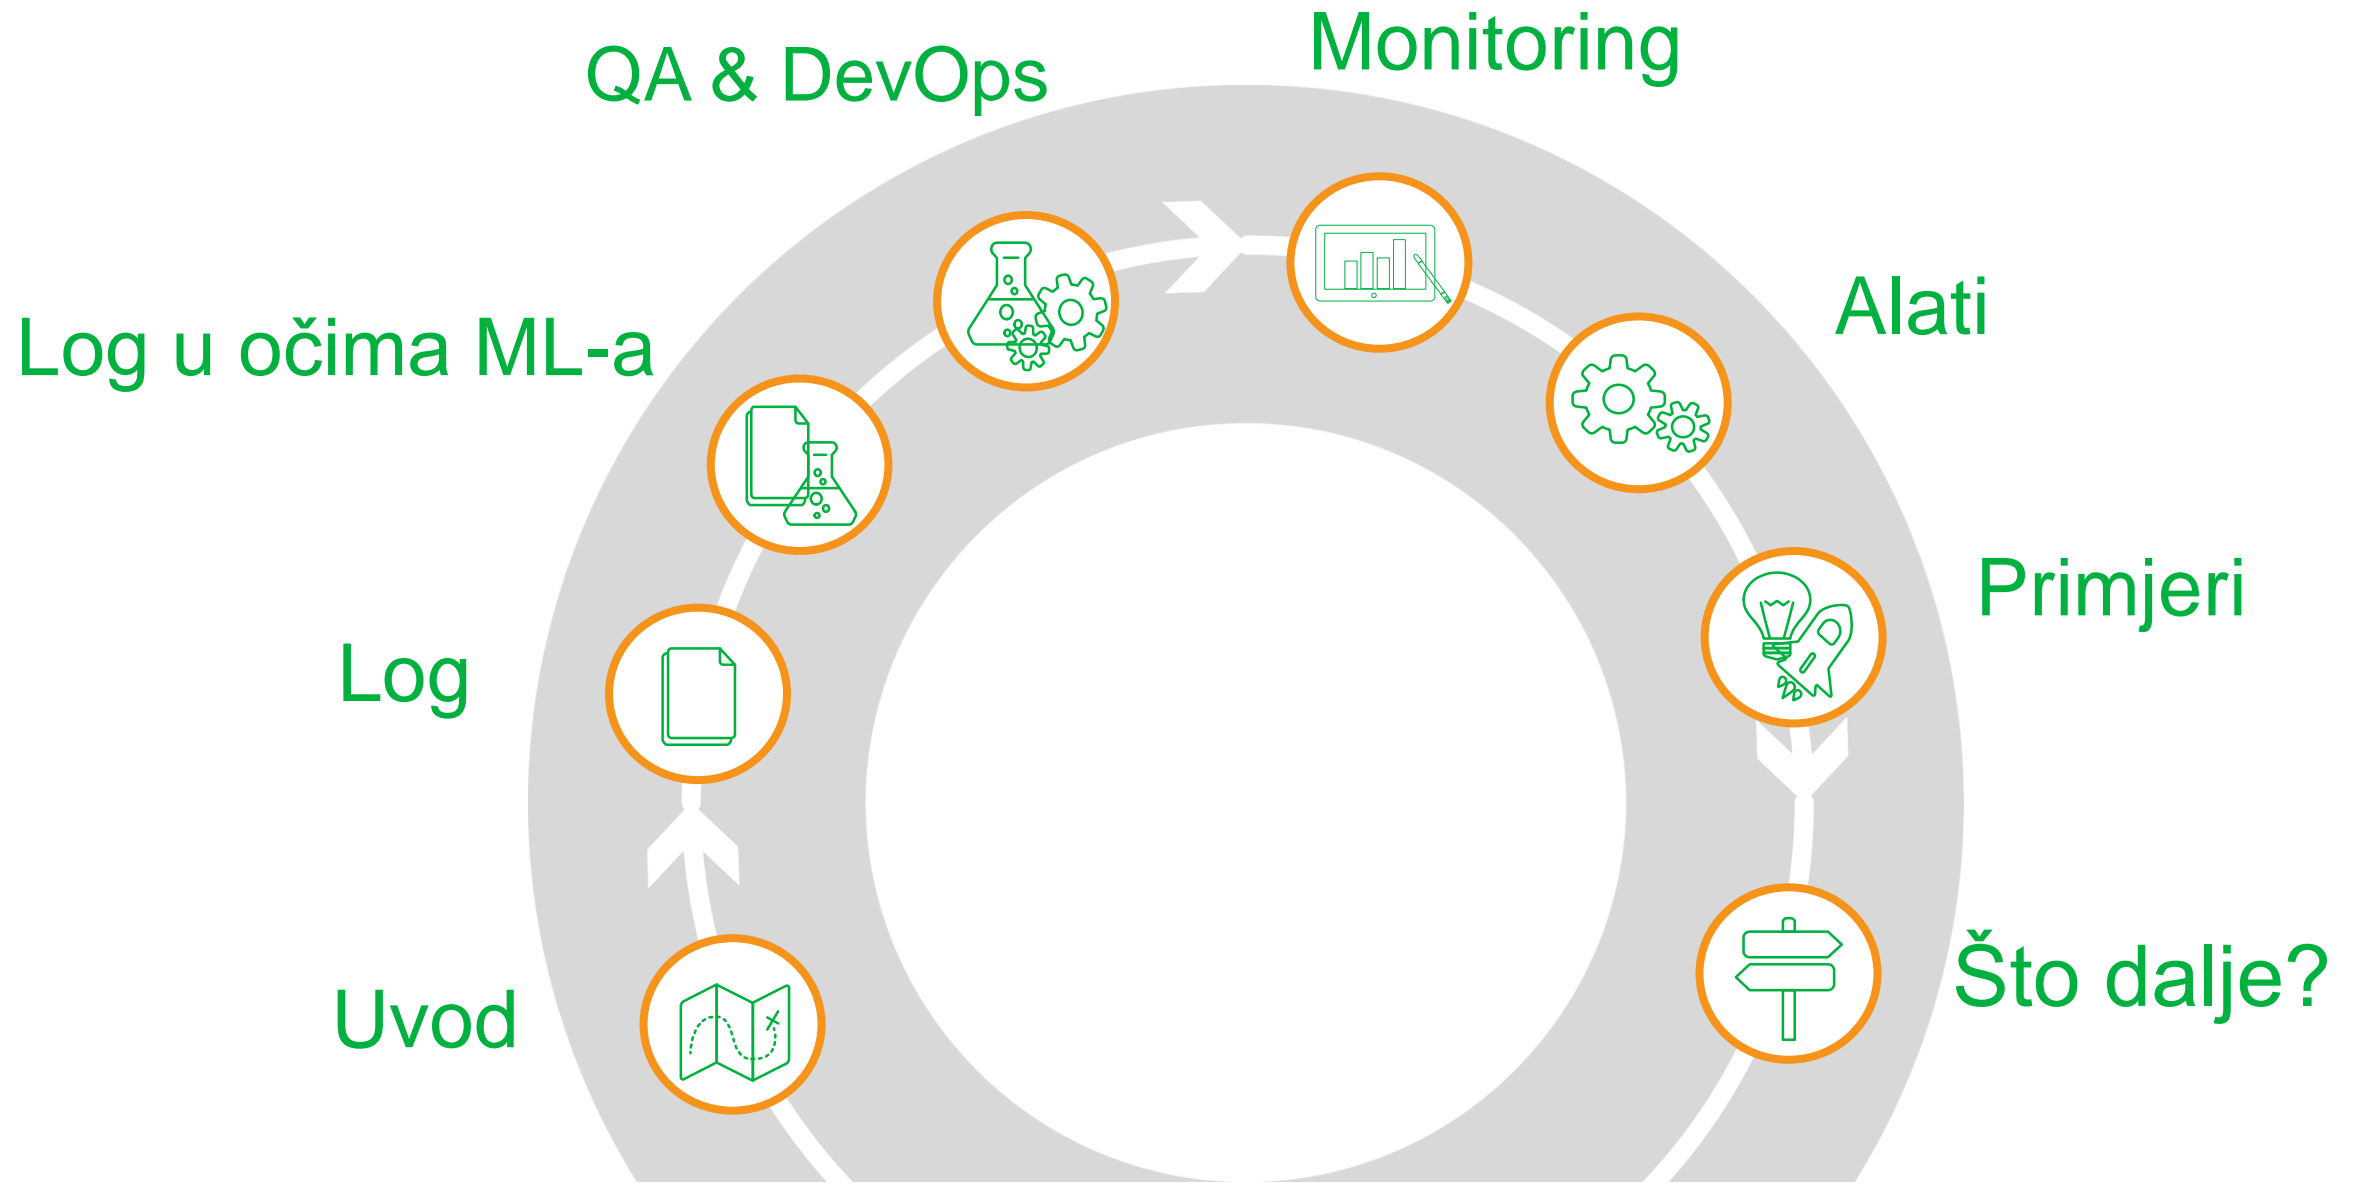 Uvod
Log
Log u očima ML-a
QA & DevOps
Monitoring
Alati
Primjeri
Što dalje?